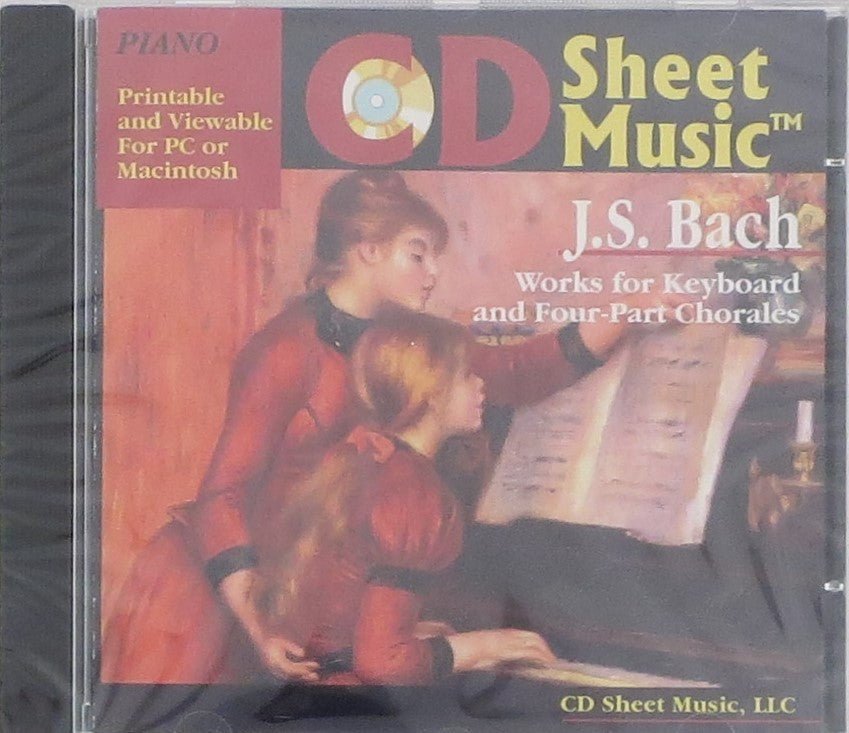 PIANO
Printable
and Viewable
For PC or
Macintosh
CD Sheet
Music™
J.S. Bach
Works for Keyboard
and Four-Part Chorales
CD Sheet Music, LLC